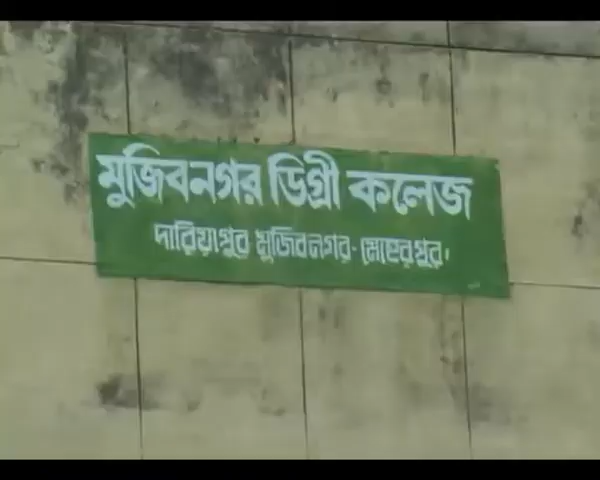 মুজিবনগর ডিগ্রী কলেজ
দারিয়াপুর মুজিবনগর- মেহেরপুর।